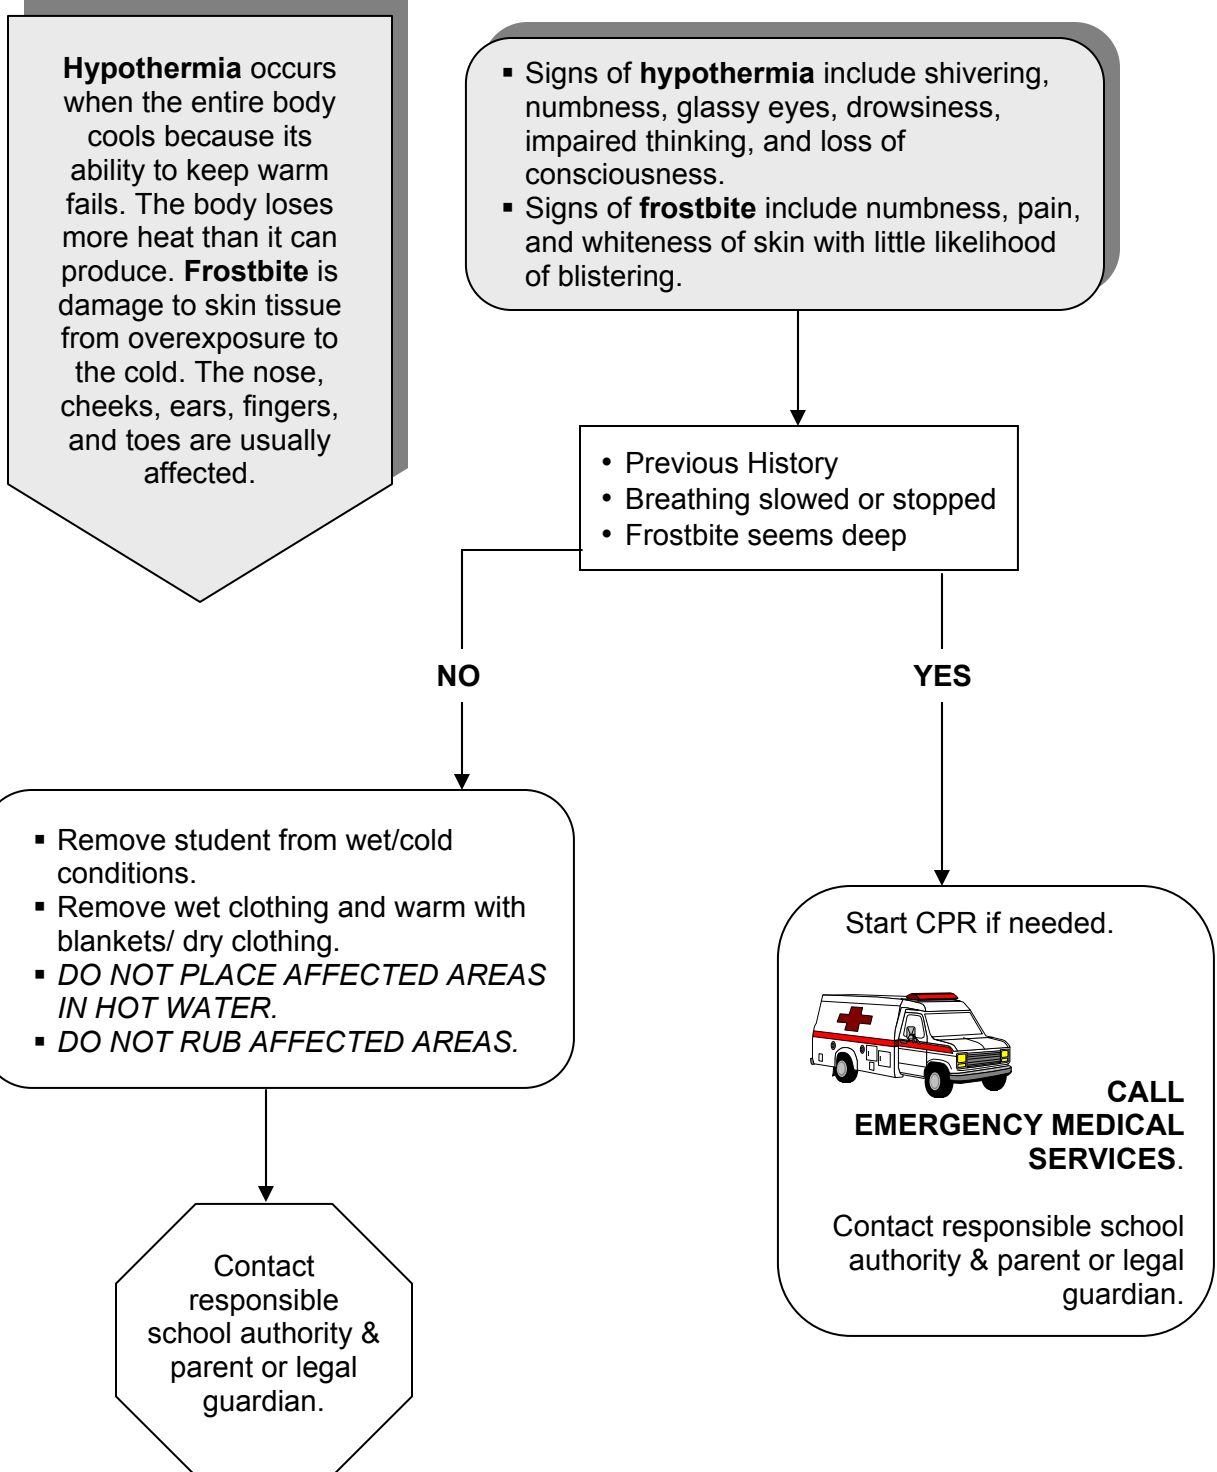 Hypothermia occurs
when the entire body
cools because its
ability to keep warm
fails. The body loses
more heat than it can
produce. Frostbite is
damage to skin tissue
from overexposure to
the cold. The nose,
cheeks, ears, fingers,
and toes are usually
affected.
▪ Signs of hypothermia include shivering,
numbness, glassy eyes, drowsiness,
impaired thinking, and loss of
consciousness.
▪ Signs of frostbite include numbness, pain,
and whiteness of skin with little likelihood
of blistering.
• Previous History
• Breathing slowed or stopped
• Frostbite seems deep
NO
YES
▪ Remove student from wet/cold
conditions.
▪ Remove wet clothing and warm with
blankets/ dry clothing.
▪ DO NOT PLACE AFFECTED AREAS
IN HOT WATER.
▪ DO NOT RUB AFFECTED AREAS.
Start CPR if needed.
CALL
EMERGENCY MEDICAL
SERVICES.
Contact responsible school
authority & parent or legal
guardian.
Contact
responsible
school authority &
parent or legal
guardian.